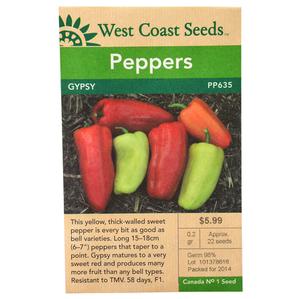 West Coast Seeds™
Peppers
GYPSY PP635
This yellow, thick-walled sweet
pepper is every bit as good as
bell varieties. Long 15–18cm
(6–7") peppers that taper to a
point. Gypsy matures to a very
sweet red and produces many
more fruit than any bell types.
Resistant to TMV. 58 days, F1.
$5.99
0.2 Approx.
gr 22 seeds
Germ 98%
Lot 101378618
Packed for 2014
Canada Nº 1 Seed